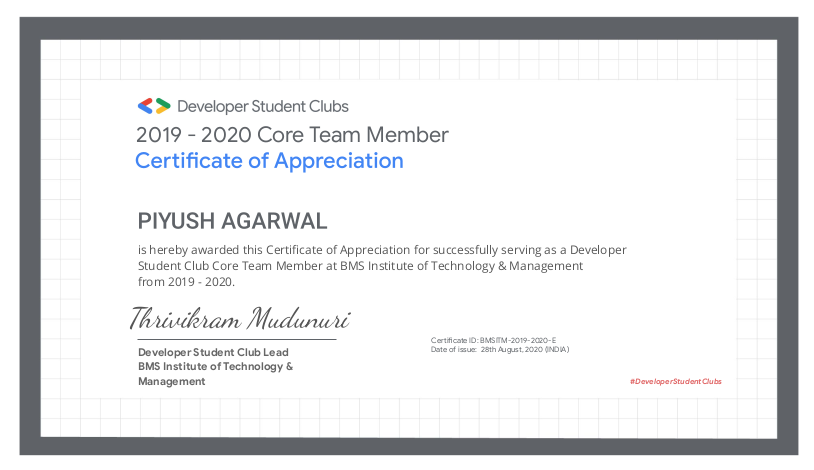 Developer Student Clubs
2019 - 2020 Core Team Member
Certificate of Appreciation
PIYUSH AGARWAL
is hereby awarded this Certificate of Appreciation for successfully serving as a Developer
Student Club Core Team Member at BMS Institute of Technology & Management
from 2019 - 2020.
Thrivikram Mudunuri
Developer Student Club Lead
BMS Institute of Technology &
Management
Certificate ID: BMSITM-2019-2020-E
Date of issue: 28th August, 2020 (INDIA)
#DeveloperStudentClubs